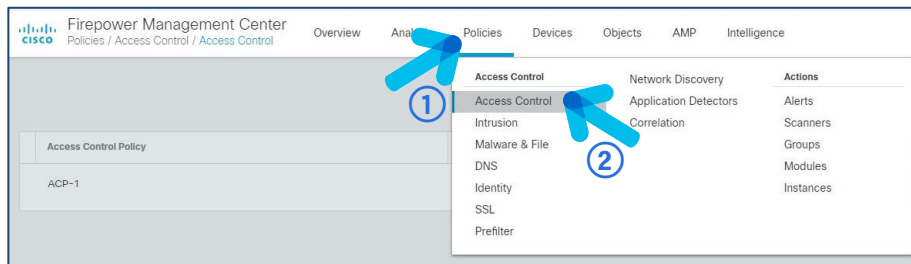 CISCO
Firepower Management Center
Policies / Access Control / Access Control
Overview
Policies
Devices
Objects
AMP
Intelligence
①
Access Control
Access Control
Intrusion
Malware & File
DNS
Identity
SSL
Prefilter
Network Discovery
Application Detectors
Correlation
②
Actions
Alerts
Scanners
Groups
Modules
Instances
Access Control Policy
ACP-1